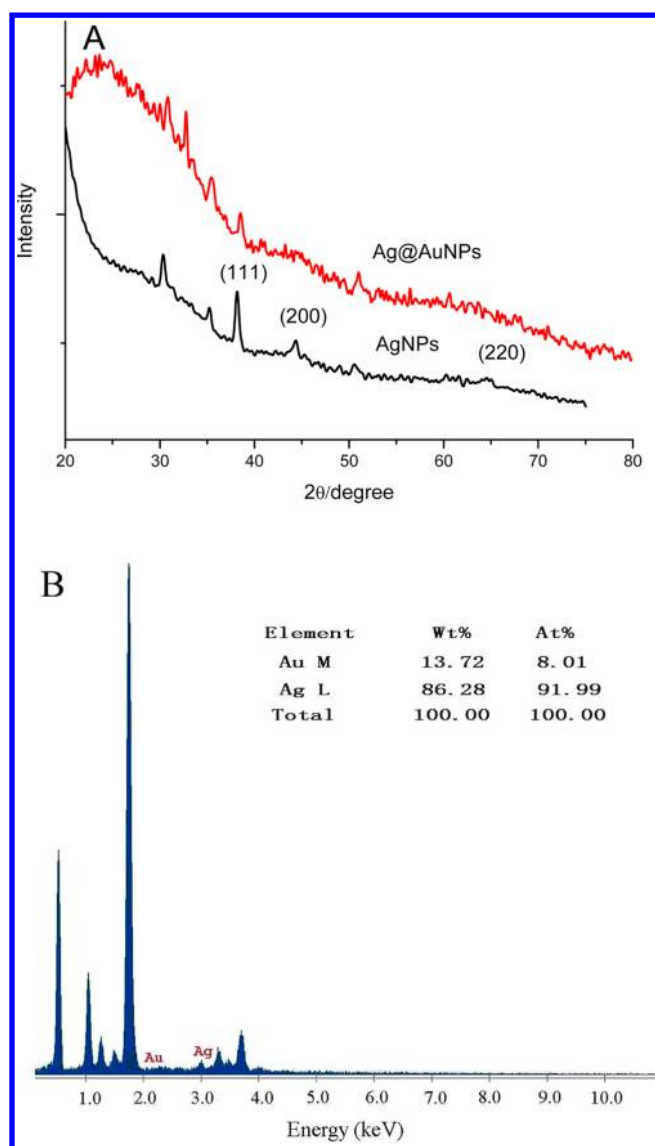 A
Intensity
Ag@AuNPs
(111)
(200)
AgNPs
(220)
20 30 40 50 60 70 80
2θ/degree
B
Element Wt% At%
Au M 13.72 8.01
Ag L 86.28 91.99
Total 100.00 100.00
Au Ag
1.0 2.0 3.0 4.0 5.0 6.0 7.0 8.0 9.0 10.0
Energy (keV)